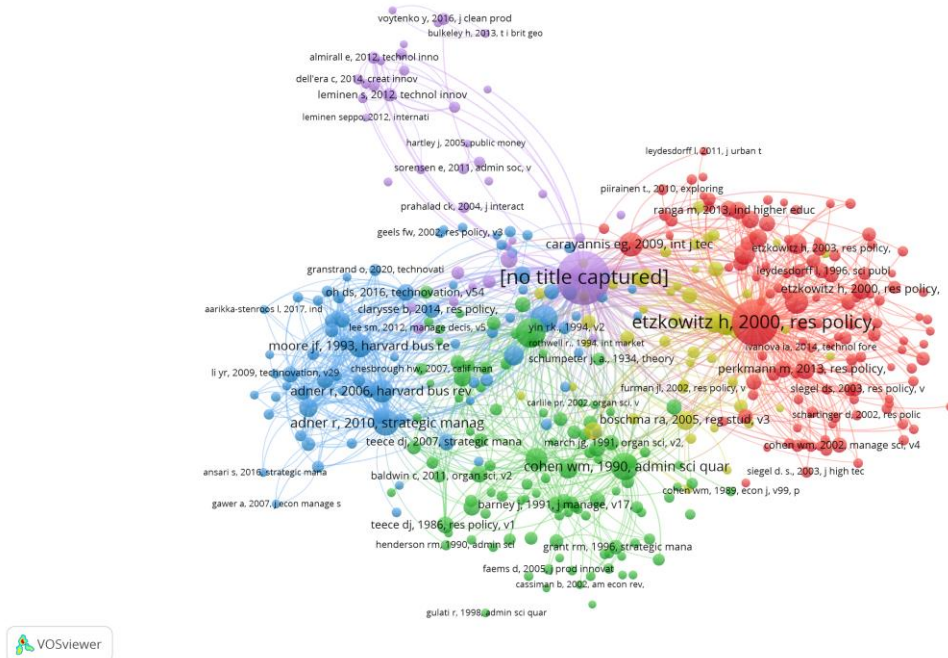 voytenko y, 2016, j clean prod
bulkeley h, 2013, t i brit geo
almirall e, 2012, technol inno
dell'era c, 2014, creat innov
leminen s, 2012, technol innov
leminen seppo, 2012, internati
hartley j, 2005, public money
leydesdorff l, 2011, j urban t
sorensen e, 2011, admin soc, v
piirainen t., 2010, exploring
prahalad ck, 2004, j interact
ranga m, 2013, ind higher educ
geels fw, 2002, res policy, v3
carayannis eg, 2009, int j tec
etzkowitz h, 2003, res policy,
granstrand o, 2020, technovati
[no title captured]
leydesdorff l, 1996, sci publ
etzkowitz h, 2000, res policy,
oh ds, 2016, technovation, v54
clarysse b, 2014, res policy,
aarikka-stenroos l, 2017, ind
lee sm, 2012, manage decis, v5
yin rk., 1994, v2
etzkowitz h, 2000, res policy,
rothwell r., 1994, int market
moore jf, 1993, harvard bus re
ivanova ia, 2014, technol fore
schumpeter j, a., 1934, theory
chesbrough hw, 2007, calif man
perkmann m, 2013, res policy,
li yr, 2009, technovation, v29
furman jl, 2002, res policy, v
siegel ds, 2003, res policy, v
adner r, 2006, harvard bus rev
carlile pr, 2002, organ sci, v
schartinger d, 2002, res polic
boschma ra, 2005, reg stud, v3
adner r, 2010, strategic manag
teece dj, 2007, strategic mana
march jg, 1991, organ sci, v2,
cohen wm, 2002, manage sci, v4
cohen wm, 1990, admin sci quar
ansari s, 2016, strategic mana
baldwin c, 2011, organ sci, v2
siegel d. s., 2003, j high tec
cohen wm, 1989, econ j, v99, p
gawer a, 2007, j econ manage s
barney j, 1991, j manage, v17,
teece dj, 1986, res policy, v1
henderson rm, 1990, admin sci
grant rm, 1996, strategic mana
faems d, 2005, j prod innovat
cassiman b, 2002, am econ rev,
gulati r, 1998, admin sci quar
VOSviewer